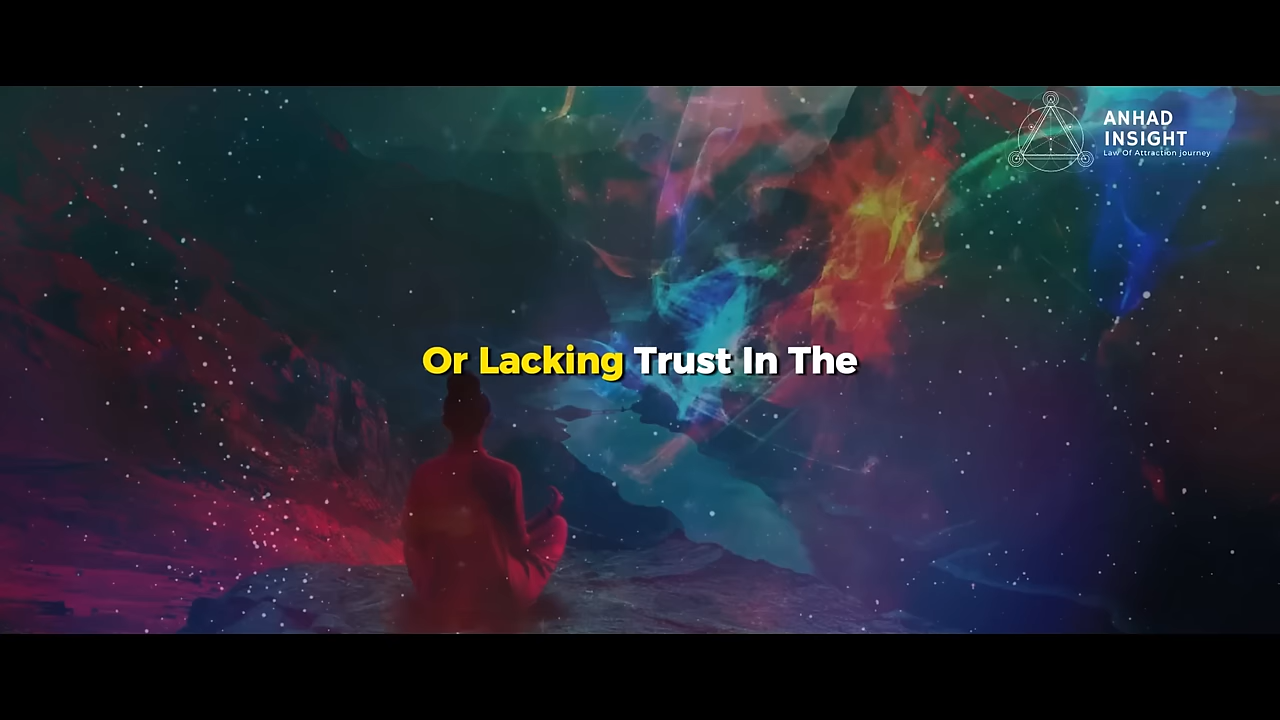 ANHAD
INSIGHT
Law Of Attraction journey
Or Lacking Trust In The